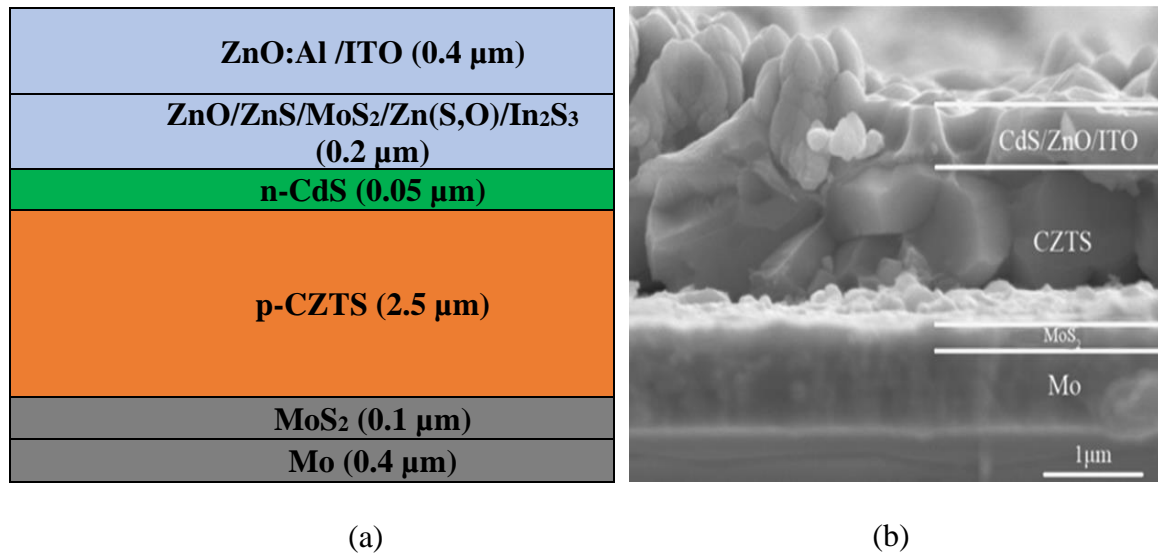 ZnO:Al /ITO (0.4 µm)
ZnO/ZnS/MoS₂/Zn(S,O)/In₂S₃
(0.2 µm)
n-CdS (0.05 µm)
p-CZTS (2.5 µm)
MoS₂ (0.1 µm)
Mo (0.4 µm)
(a)
CdS/ZnO/ITO
CZTS
MoS₂
Mo
1µm
(b)